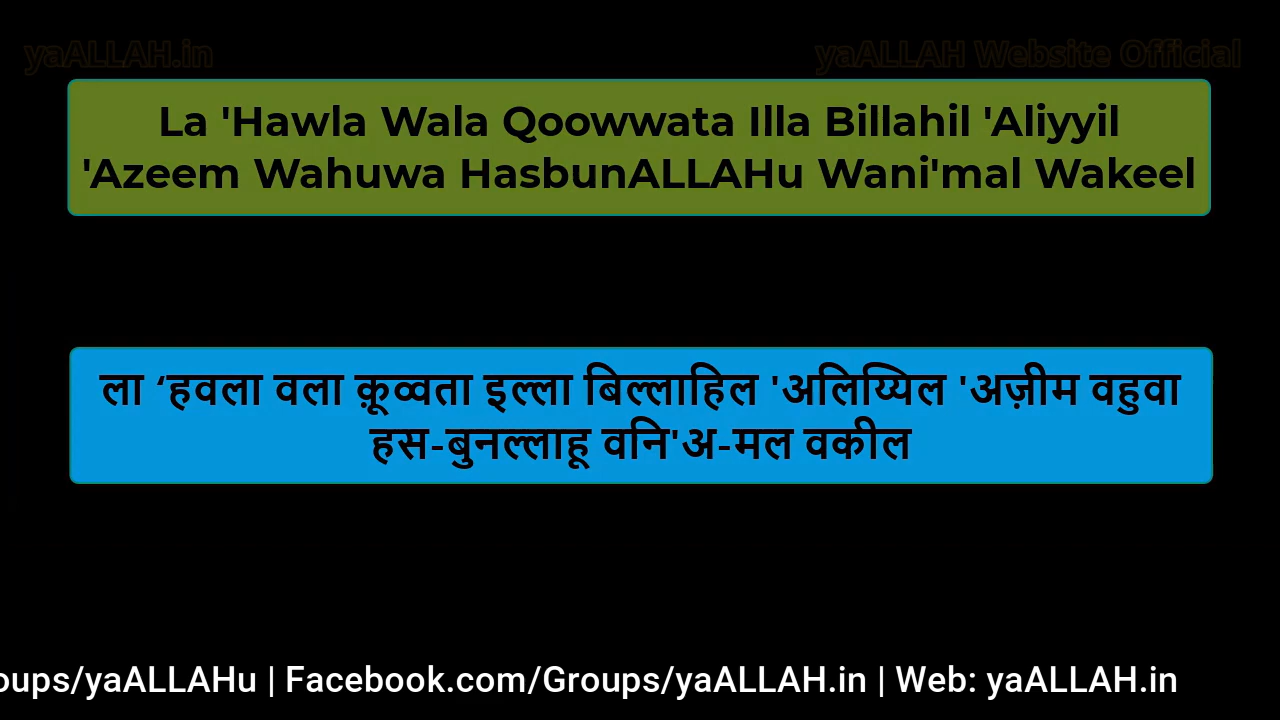 yaALLAH.in
yaALLAH Website Official
La 'Hawla Wala Qoowwata Illa Billahil 'Aliyyil
'Azeem Wahuwa HasbunALLAHu Wani'mal Wakeel
ला ‘हवला वला क़ूव्वता इल्ला बिल्लाहिल 'अलिय्यिल 'अज़ीम वहुवा
हस-बुनल्लाहू वनि'अ-मल वकील
oups/yaALLAHu | Facebook.com/Groups/yaALLAH.in | Web: yaALLAH.in